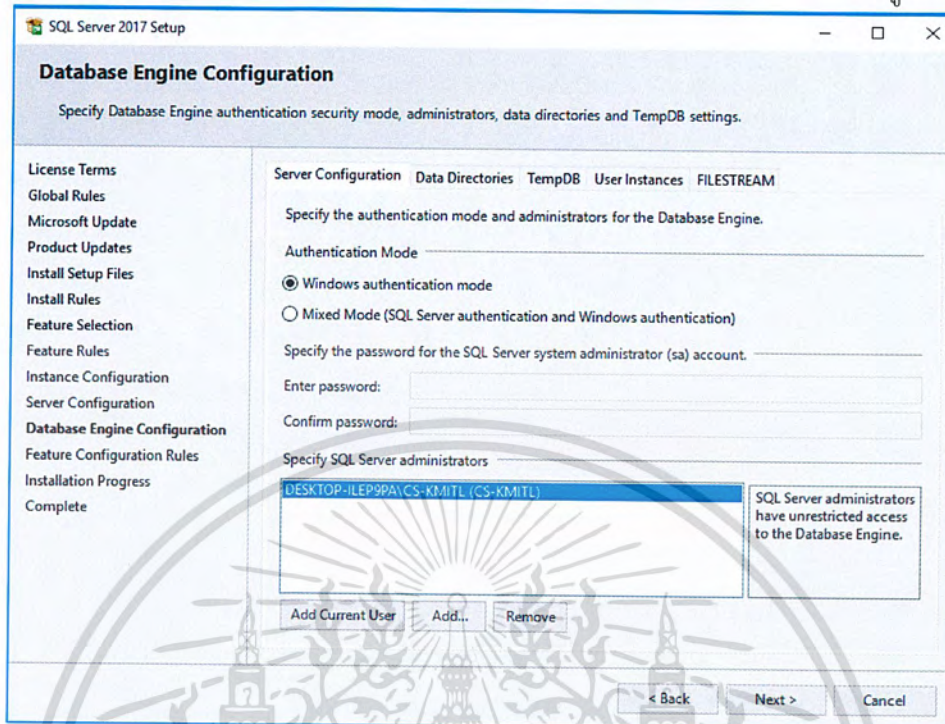 SQL Server 2017 Setup
Database Engine Configuration
Specify Database Engine authentication security mode, administrators, data directories and TempDB settings.
License Terms
Global Rules
Microsoft Update
Product Updates
Install Setup Files
Install Rules
Feature Selection
Feature Rules
Instance Configuration
Server Configuration
Database Engine Configuration
Feature Configuration Rules
Installation Progress
Complete
Server Configuration Data Directories TempDB User Instances FILESTREAM
Specify the authentication mode and administrators for the Database Engine.
Authentication Mode
Windows authentication mode
Mixed Mode (SQL Server authentication and Windows authentication)
Specify the password for the SQL Server system administrator (sa) account.
Enter password:
Confirm password:
Specify SQL Server administrators
DESKTOP-ILEP9PA\CS-KMITL (CS-KMITL)
SQL Server administrators
have unrestricted access
to the Database Engine.
Add Current User Add... Remove
< Back Next > Cancel